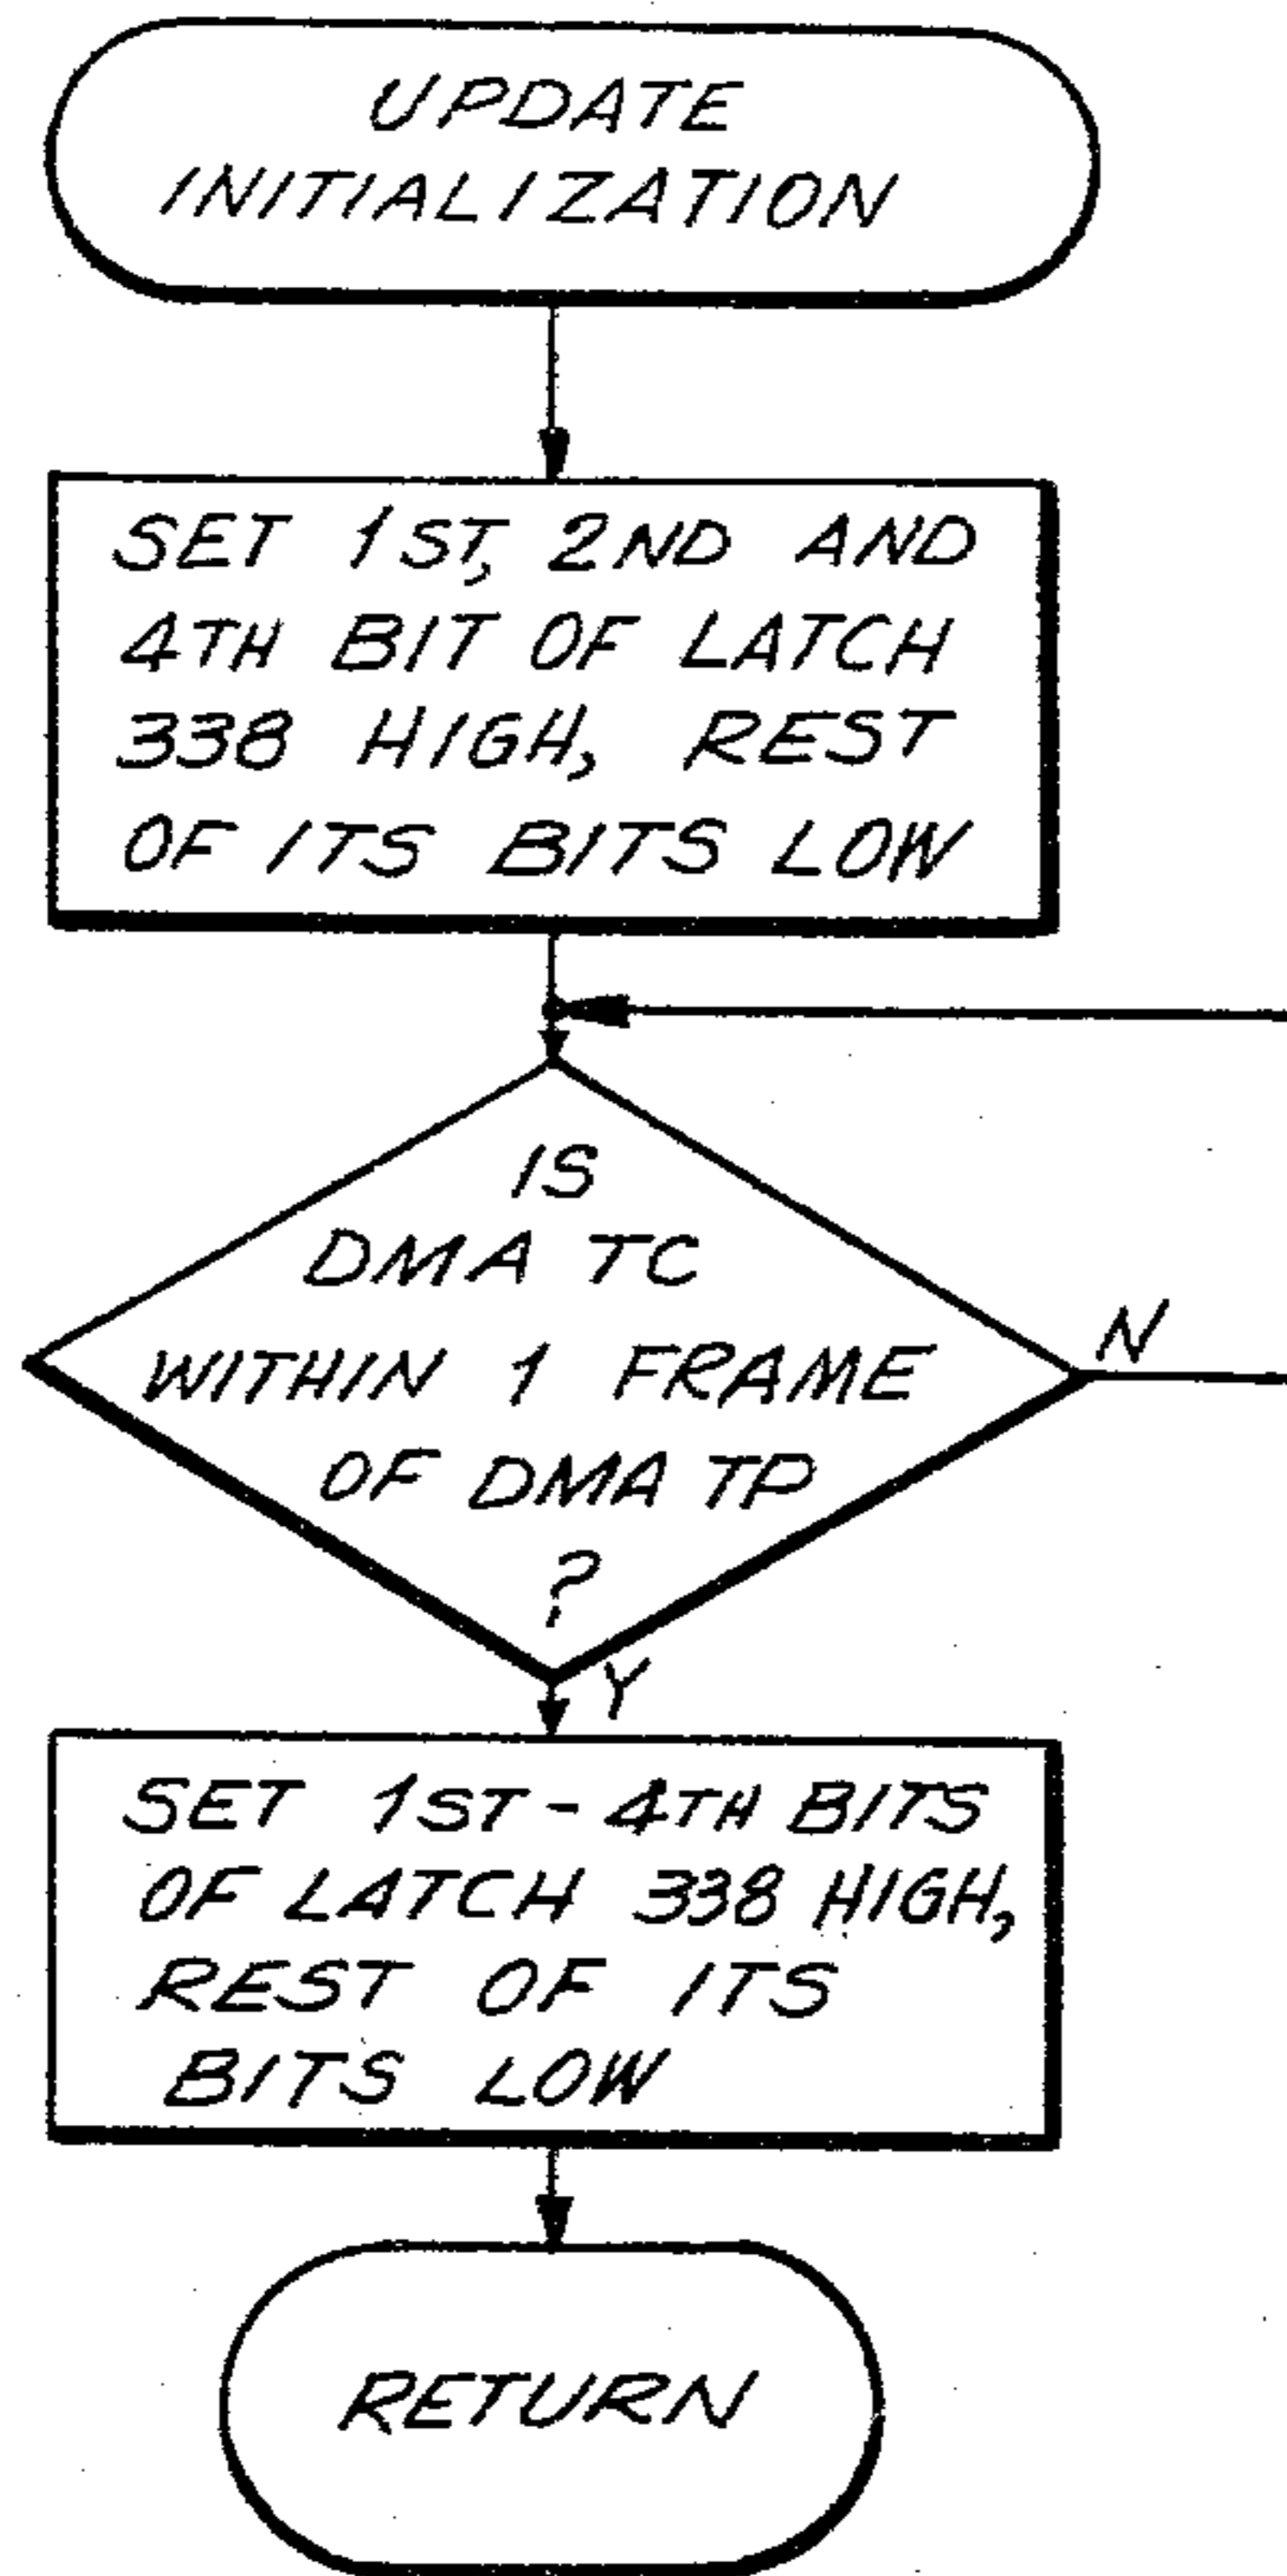 UPDATE
INITIALIZATION
SET 1ST, 2ND AND
4TH BIT OF LATCH
338 HIGH, REST
OF ITS BITS LOW
IS
DMA TC
WITHIN 1 FRAME
OF DMA TP
?
N
Y
SET 1ST-4TH BITS
OF LATCH 338 HIGH,
REST OF ITS
BITS LOW
RETURN